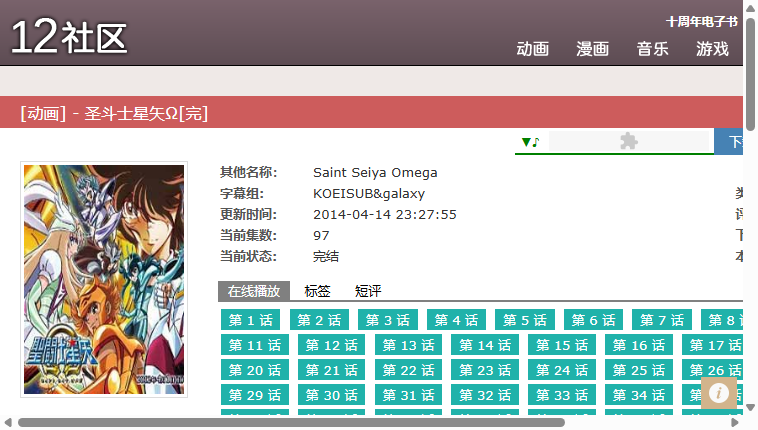 十周年电子书
12社区
动画 漫画 音乐 游戏
[动画] - 圣斗士星矢Ω[完]
▼♪
其他名称: Saint Seiya Omega
字幕组: KOEISUB&galaxy
更新时间: 2014-04-14 23:27:55
当前集数: 97
当前状态: 完结
在线播放 标签 短评
第 1 话 第 2 话 第 3 话 第 4 话 第 5 话 第 6 话 第 7 话 第 8
第 11 话 第 12 话 第 13 话 第 14 话 第 15 话 第 16 话 第 17 话
第 20 话 第 21 话 第 22 话 第 23 话 第 24 话 第 25 话 第 26 话
第 29 话 第 30 话 第 31 话 第 32 话 第 33 话 第 34 话
聖闘士星矢